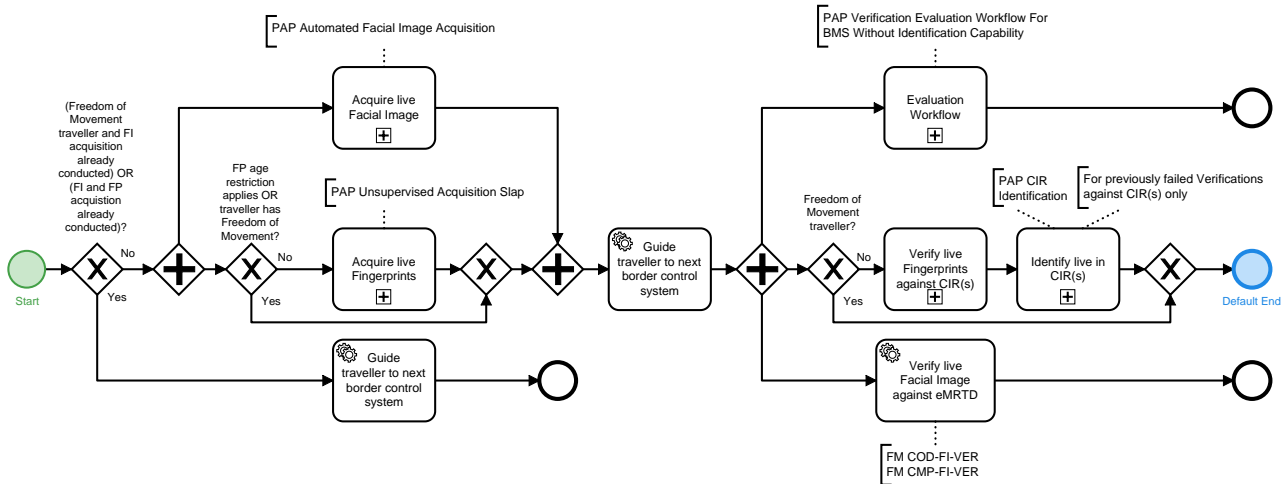 PAP Automated Facial Image Acquisition
PAP Verification Evaluation Workflow For
BMS Without Identification Capability
(Freedom of
Movement
traveller and FI
acquisition
already
conducted) OR
(FI and FP
acquistion
already
conducted)?
Acquire live
Facial Image
Evaluation
Workflow
FP age
restriction
applies OR
traveller has
Freedom of
Movement?
PAP Unsupervised Acquisition Slap
Freedom of
Movement
traveller?
PAP CIR
Identification
For previously failed Verifications
against CIR(s) only
Start
No
Yes
No
Yes
Acquire live
Fingerprints
Guide
traveller to next
border control
system
No
Yes
Verify live
Fingerprints
against CIR(s)
Identify live in
CIR(s)
Default End
Guide
traveller to next
border control
system
Verify live
Facial Image
against eMRTD
FM COD-FI-VER
FM CMP-FI-VER